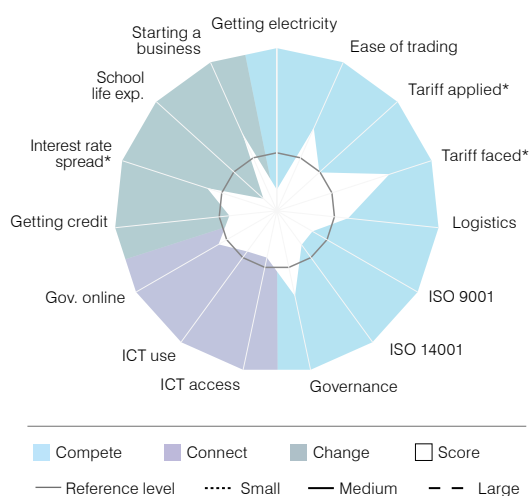 Getting electricity
Starting a
business
Ease of trading
School
life exp.
Tariff applied*
Interest rate
spread*
Tariff faced*
Getting credit
Logistics
Gov. online
ISO 9001
ICT use
ISO 14001
ICT access
Governance
Compete Connect Change Score
Reference level Small Medium Large